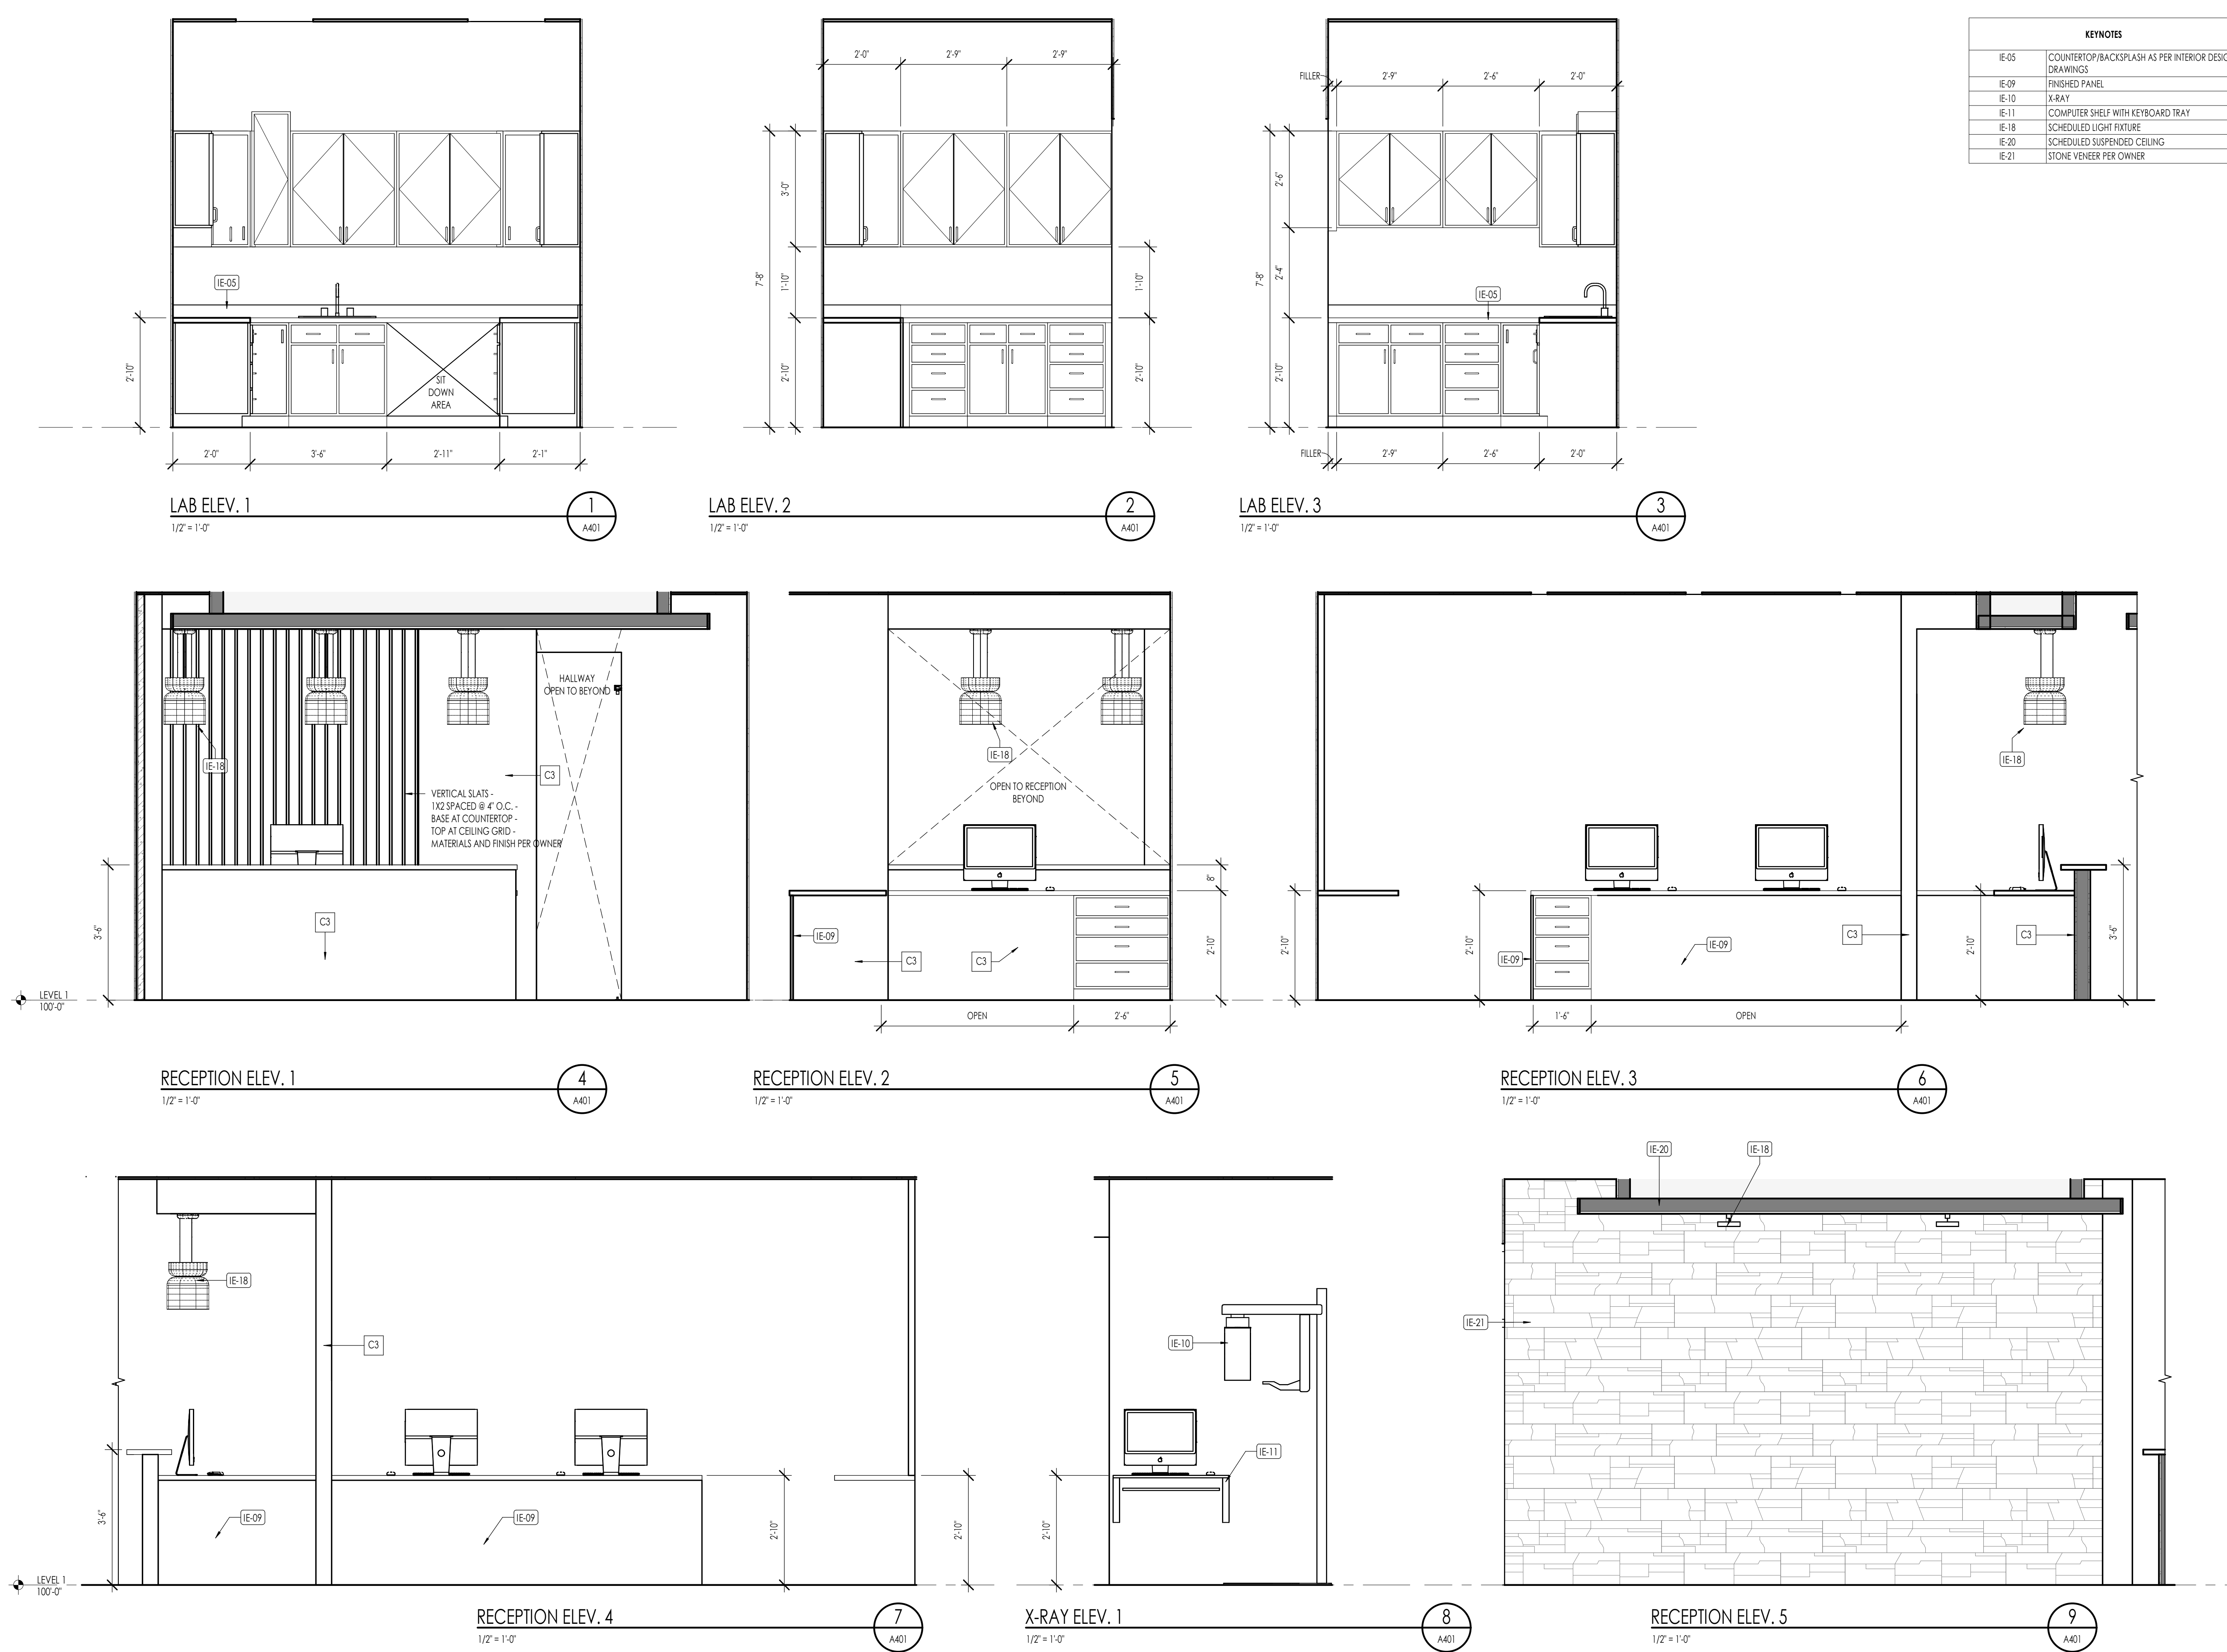 KEYNOTES
IE-05 COUNTERTOP/BACKSPLASH AS PER INTERIOR DESIG
DRAWINGS
IE-09 FINISHED PANEL
IE-10 X-RAY
IE-11 COMPUTER SHELF WITH KEYBOARD TRAY
IE-18 SCHEDULED LIGHT FIXTURE
IE-20 SCHEDULED SUSPENDED CEILING
IE-21 STONE VENEER PER OWNER
IE-05
2'-10"
SIT
DOWN
AREA
2'-0" 3'-6" 2'-11" 2'-1"
LAB ELEV. 1
1/2" = 1'-0"
1
A401
2'-0" 2'-9" 2'-9"
7'-8"
3'-0"
1'-10"
2'-10"
1'-10"
2'-10"
LAB ELEV. 2
1/2" = 1'-0"
2
A401
FILLER 2'-9" 2'-6" 2'-0"
7'-8"
2'-6"
2'-4"
2'-10"
IE-05
FILLER 2'-9" 2'-6" 2'-0"
LAB ELEV. 3
1/2" = 1'-0"
3
A401
HALLWAY
OPEN TO BEYOND
IE-18
C3
VERTICAL SLATS -
1X2 SPACED @ 4" O.C. -
BASE AT COUNTERTOP -
TOP AT CEILING GRID -
MATERIALS AND FINISH PER OWNER
C3
3'-6"
LEVEL 1
100'-0"
RECEPTION ELEV. 1
1/2" = 1'-0"
4
A401
IE-18
OPEN TO RECEPTION
BEYOND
8"
IE-09
C3
C3
2'-10"
OPEN 2'-6"
RECEPTION ELEV. 2
1/2" = 1'-0"
5
A401
IE-18
2'-10"
2'-10"
IE-09
IE-09
C3
2'-10"
C3
3'-6"
1'-6" OPEN
RECEPTION ELEV. 3
1/2" = 1'-0"
6
A401
IE-18
C3
3'-6"
IE-09
IE-09
2'-10"
2'-10"
LEVEL 1
100'-0"
RECEPTION ELEV. 4
1/2" = 1'-0"
7
A401
IE-10
IE-11
2'-10"
X-RAY ELEV. 1
1/2" = 1'-0"
8
A401
IE-20
IE-18
IE-21
RECEPTION ELEV. 5
1/2" = 1'-0"
9
A401